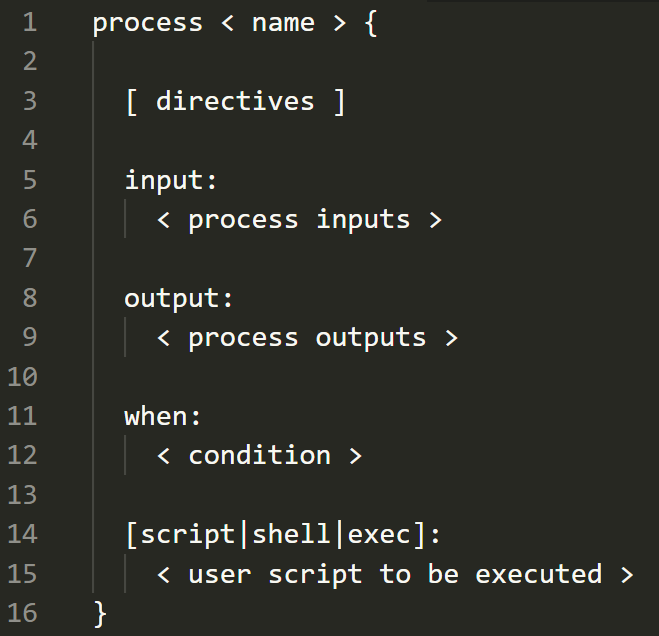 1 process < name > {
2
3 [ directives ]
4
5 input:
6 < process inputs >
7
8 output:
9 < process outputs >
10
11 when:
12 < condition >
13
14 [script|shell|exec]:
15 < user script to be executed >
16 }